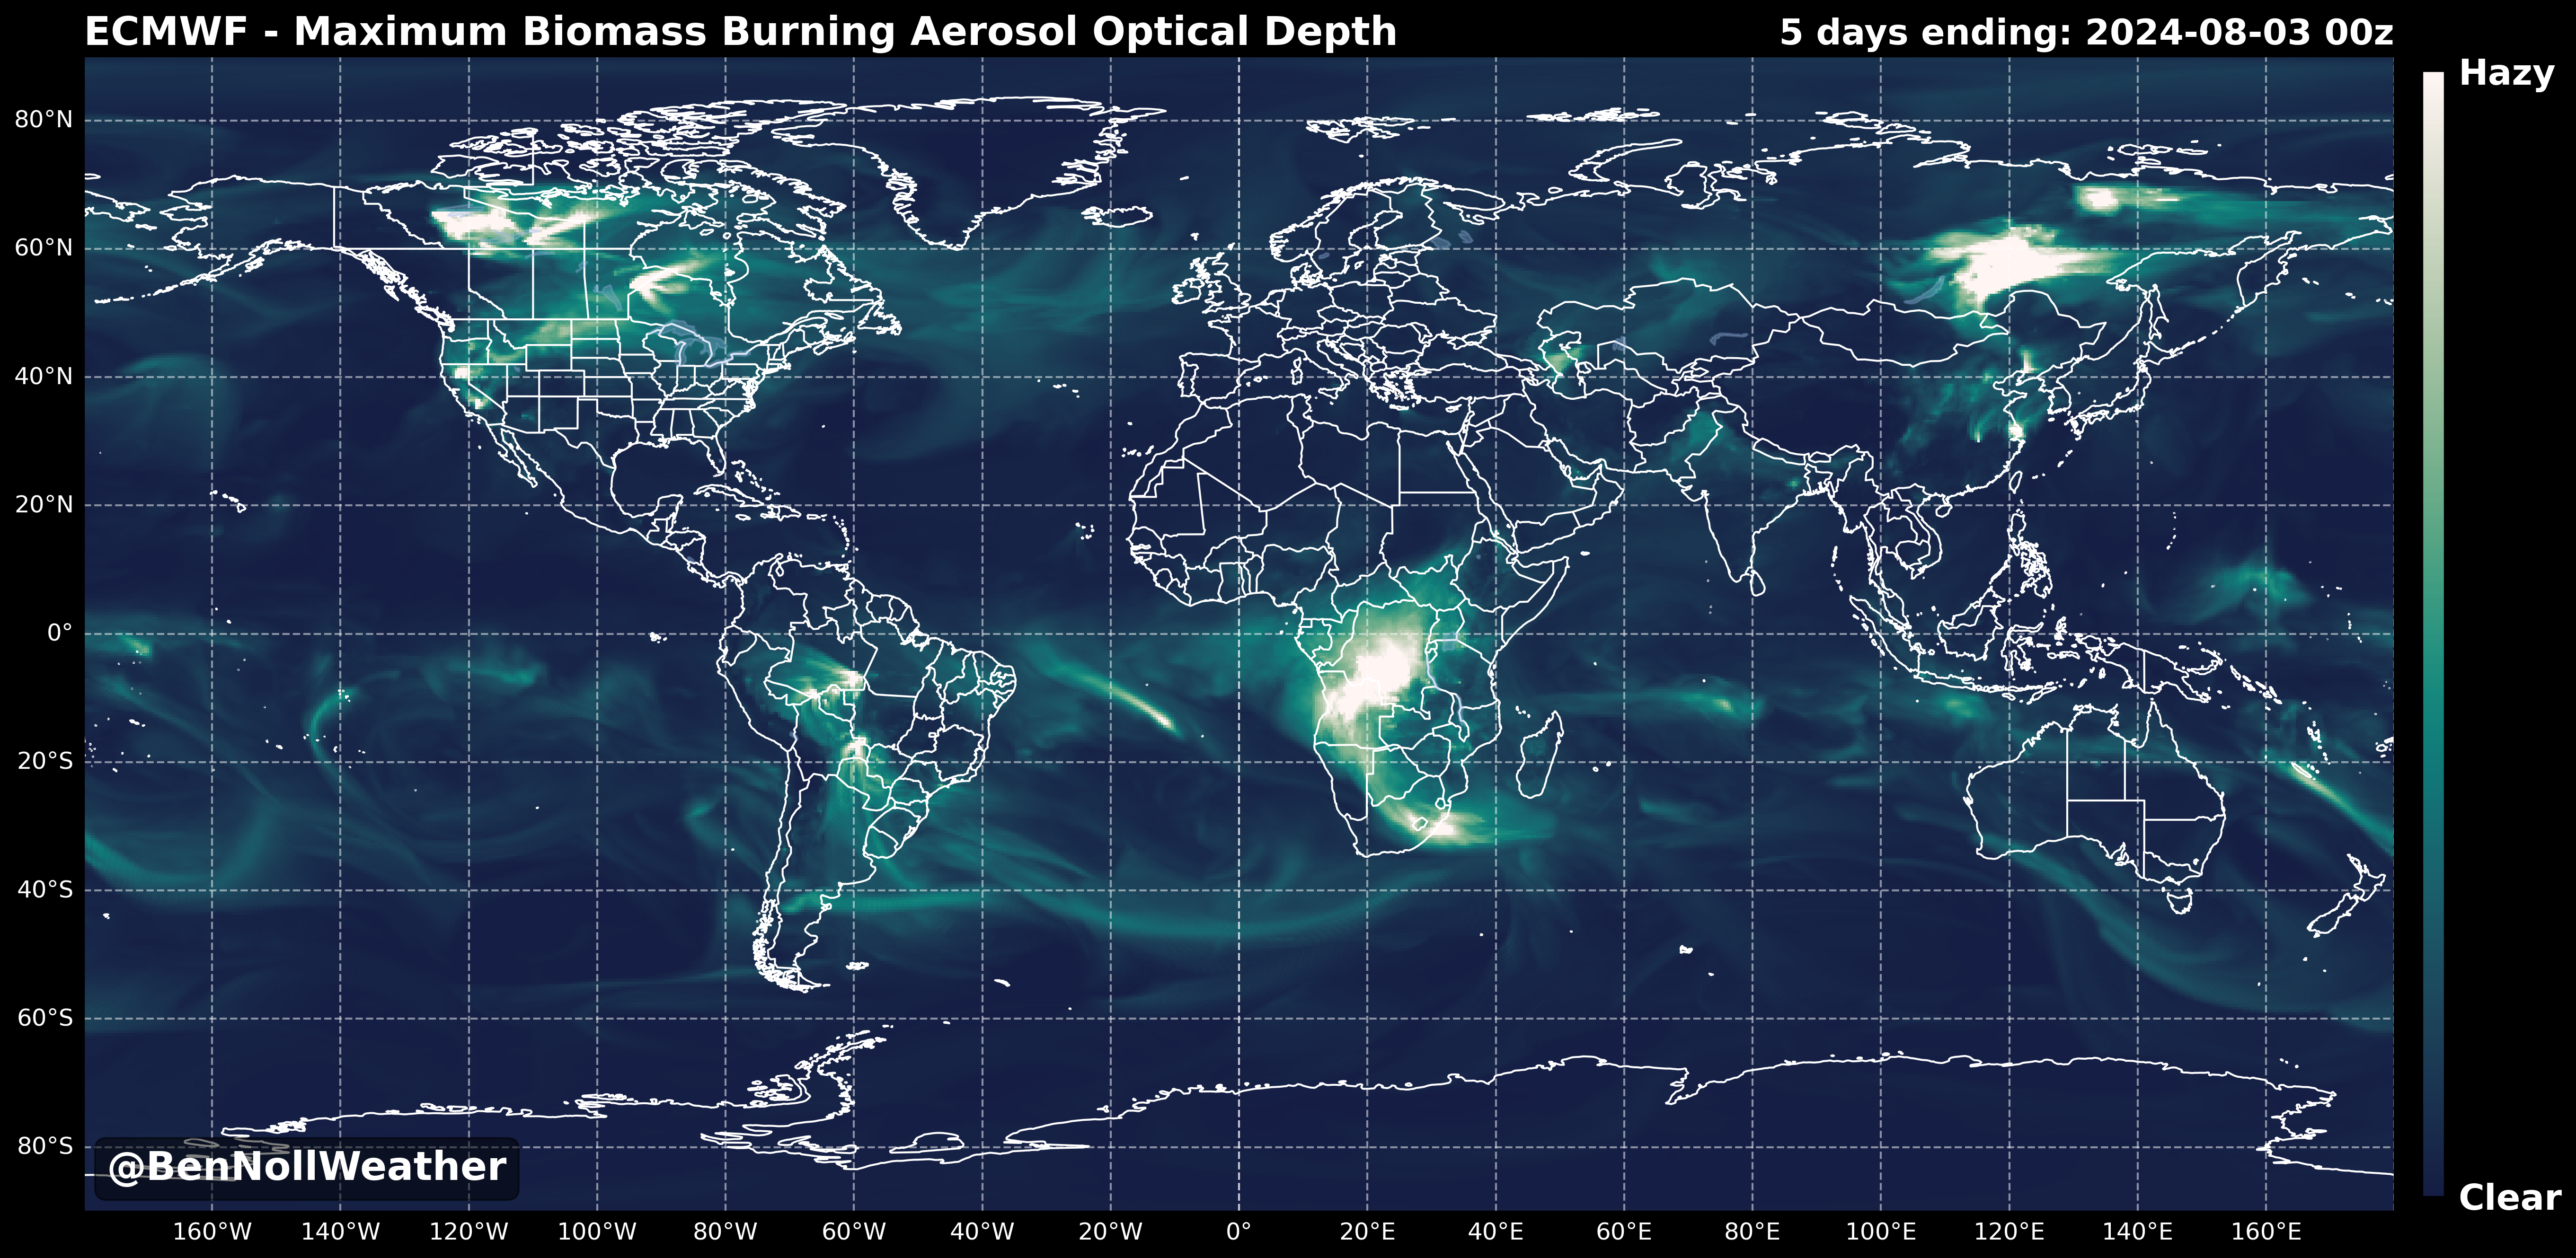 ECMWF - Maximum Biomass Burning Aerosol Optical Depth
5 days ending: 2024-08-03 00z
Hazy
80°N
60°N
40°N
20°N
0°
20°S
40°S
60°S
80°S
@BenNollWeather
Clear
160°W 140°W 120°W 100°W 80°W 60°W 40°W 20°W 0° 20°E 40°E 60°E 80°E 100°E 120°E 140°E 160°E